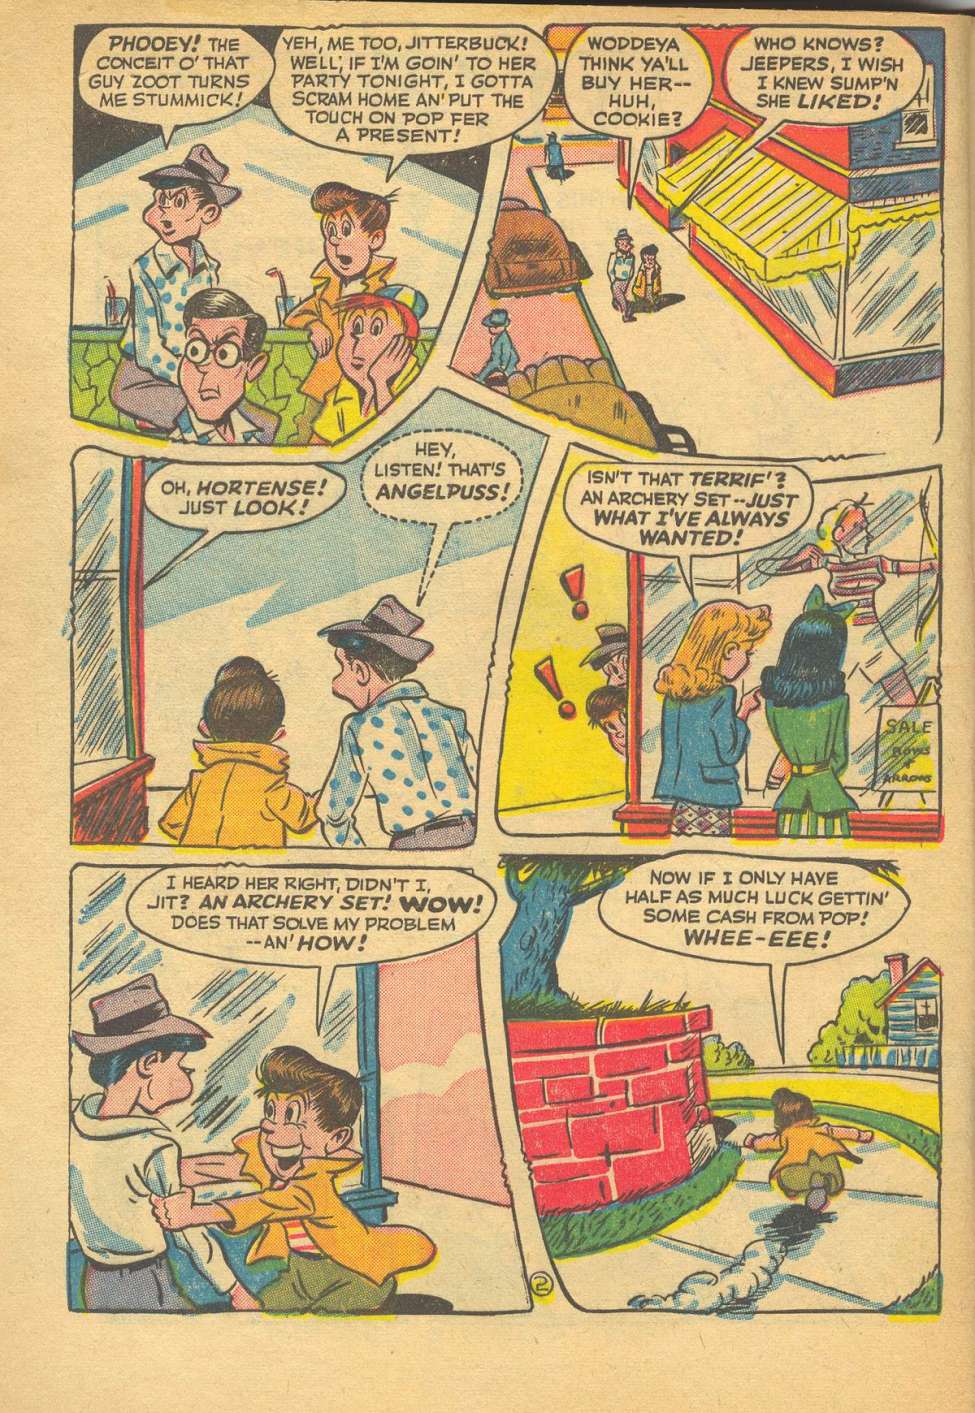 PHOOEY! THE
CONCEIT O' THAT
GUY ZOOT TURNS
ME STUMMICK!
YEH, ME TOO, JITTERBUCK!
WELL, IF I'M GOIN' TO HER
PARTY TONIGHT, I GOTTA
SCRAM HOME AN' PUT THE
TOUCH ON POP FER
A PRESENT!
WODDEYA
THINK YA'LL
BUY HER--
HUH,
COOKIE?
WHO KNOWS?
JEEPERS, I WISH
I KNEW SUMP'N
SHE LIKED!
OH, HORTENSE!
JUST LOOK!
HEY,
LISTEN! THAT'S
ANGELPUSS!
ISN'T THAT TERRIF'?
AN ARCHERY SET--JUST
WHAT I'VE ALWAYS
WANTED!
!
!
SALE
BOWS
+
ARROWS
I HEARD HER RIGHT, DIDN'T I,
JIT? AN ARCHERY SET! WOW!
DOES THAT SOLVE MY PROBLEM
--AN' HOW!
NOW IF I ONLY HAVE
HALF AS MUCH LUCK GETTIN'
SOME CASH FROM POP!
WHEE-EEE!
2